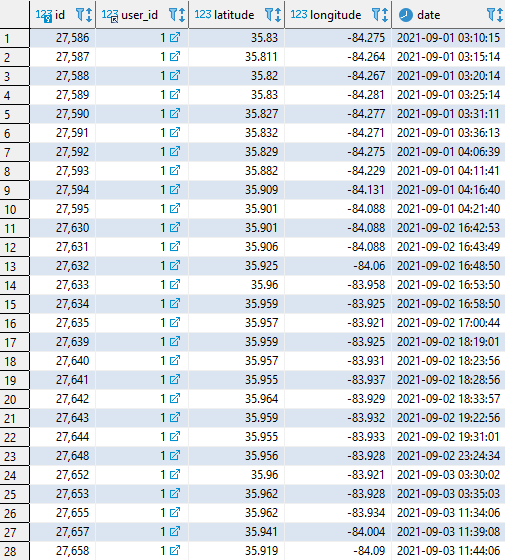 123 id 123 user_id 123 latitude 123 longitude date
1 27,586 1 35.83 -84.275 2021-09-01 03:10:15
2 27,587 1 35.811 -84.264 2021-09-01 03:15:14
3 27,588 1 35.82 -84.267 2021-09-01 03:20:14
4 27,589 1 35.83 -84.281 2021-09-01 03:25:14
5 27,590 1 35.827 -84.277 2021-09-01 03:31:11
6 27,591 1 35.832 -84.271 2021-09-01 03:36:13
7 27,592 1 35.829 -84.275 2021-09-01 04:06:39
8 27,593 1 35.882 -84.229 2021-09-01 04:11:41
9 27,594 1 35.909 -84.131 2021-09-01 04:16:40
10 27,595 1 35.901 -84.088 2021-09-01 04:21:40
11 27,630 1 35.901 -84.088 2021-09-02 16:42:53
12 27,631 1 35.906 -84.088 2021-09-02 16:43:49
13 27,632 1 35.925 -84.06 2021-09-02 16:48:50
14 27,633 1 35.96 -83.958 2021-09-02 16:53:50
15 27,634 1 35.959 -83.925 2021-09-02 16:58:50
16 27,635 1 35.957 -83.921 2021-09-02 17:00:44
17 27,639 1 35.959 -83.925 2021-09-02 18:19:01
18 27,640 1 35.957 -83.931 2021-09-02 18:23:56
19 27,641 1 35.955 -83.937 2021-09-02 18:28:56
20 27,642 1 35.964 -83.929 2021-09-02 18:33:57
21 27,643 1 35.959 -83.932 2021-09-02 19:22:56
22 27,644 1 35.955 -83.933 2021-09-02 19:31:01
23 27,648 1 35.956 -83.928 2021-09-02 23:24:34
24 27,652 1 35.96 -83.921 2021-09-03 03:30:02
25 27,653 1 35.962 -83.928 2021-09-03 03:35:03
26 27,655 1 35.962 -83.934 2021-09-03 11:34:06
27 27,657 1 35.941 -84.004 2021-09-03 11:39:08
28 27,658 1 35.919 -84.09 2021-09-03 11:44:06